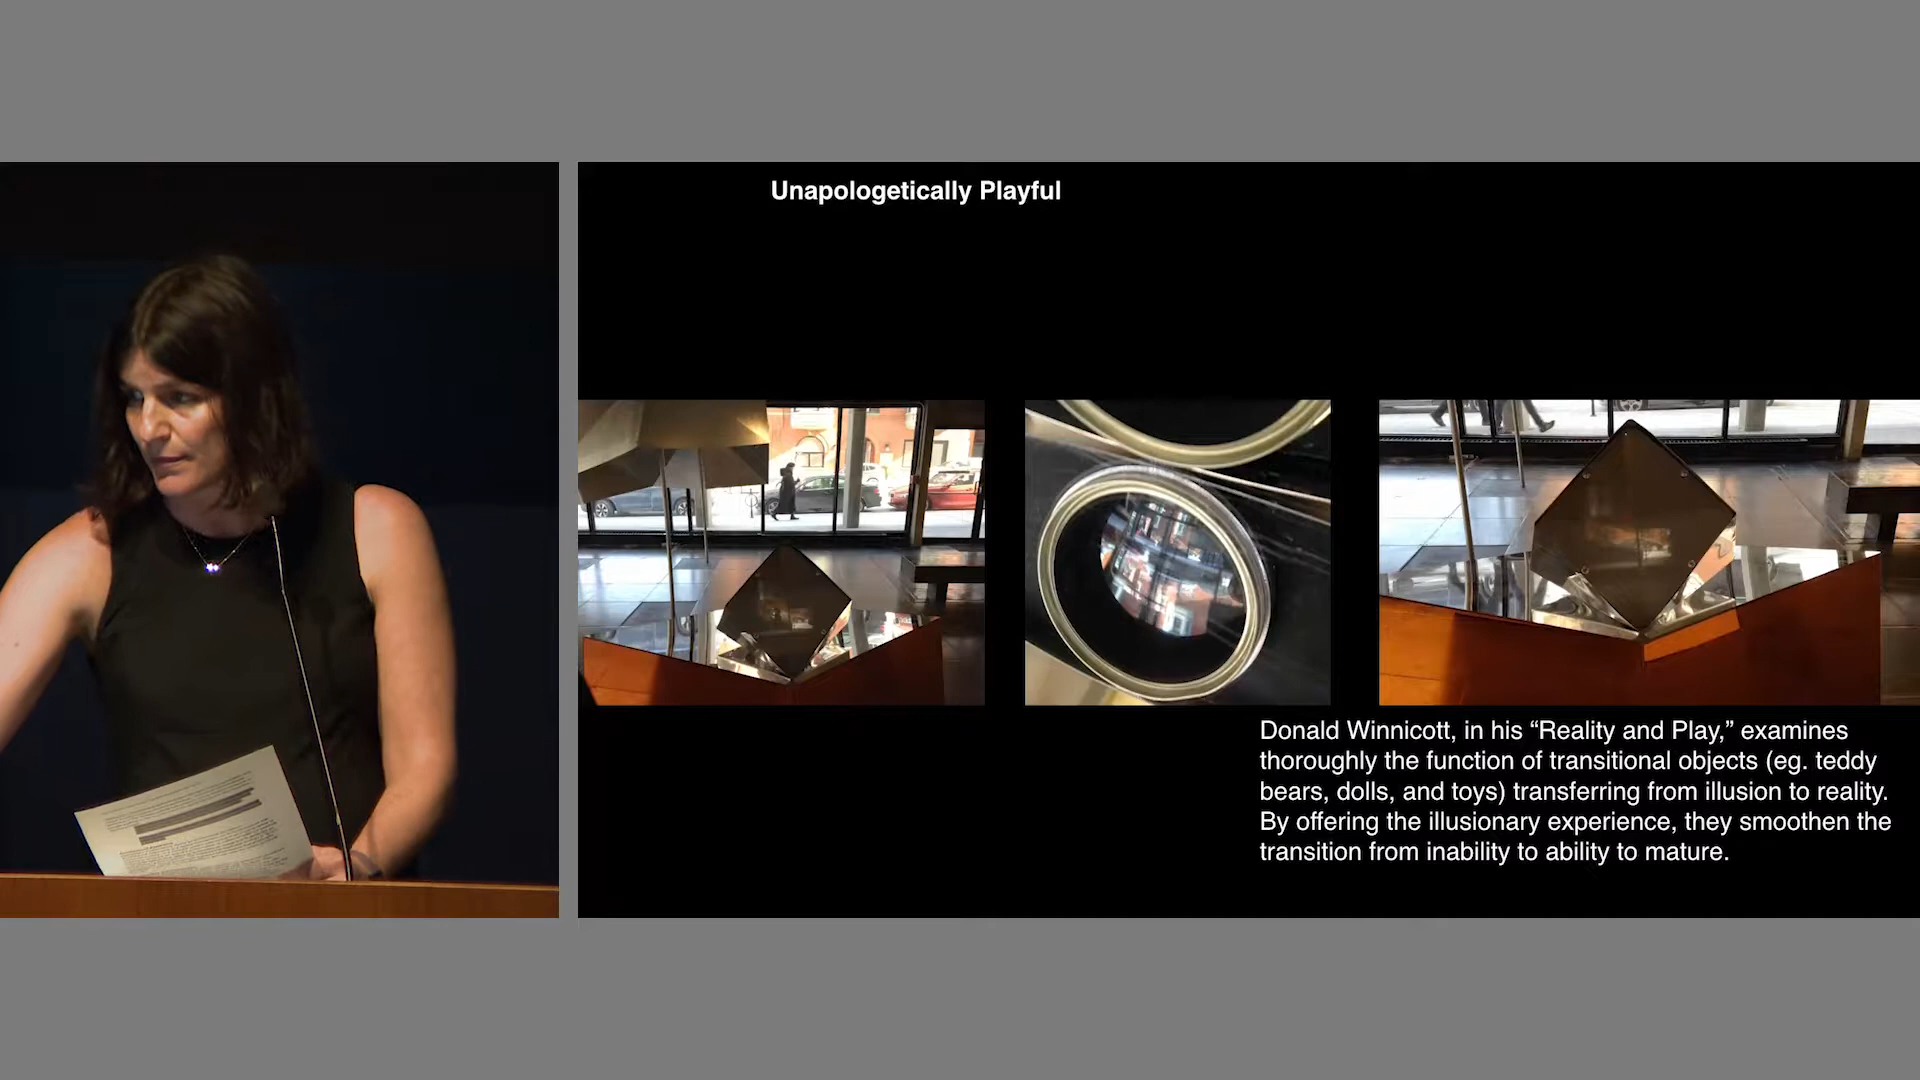 Unapologetically Playful
Donald Winnicott, in his “Reality and Play,” examines
thoroughly the function of transitional objects (eg. teddy
bears, dolls, and toys) transferring from illusion to reality.
By offering the illusionary experience, they smoothen the
transition from inability to ability to mature.